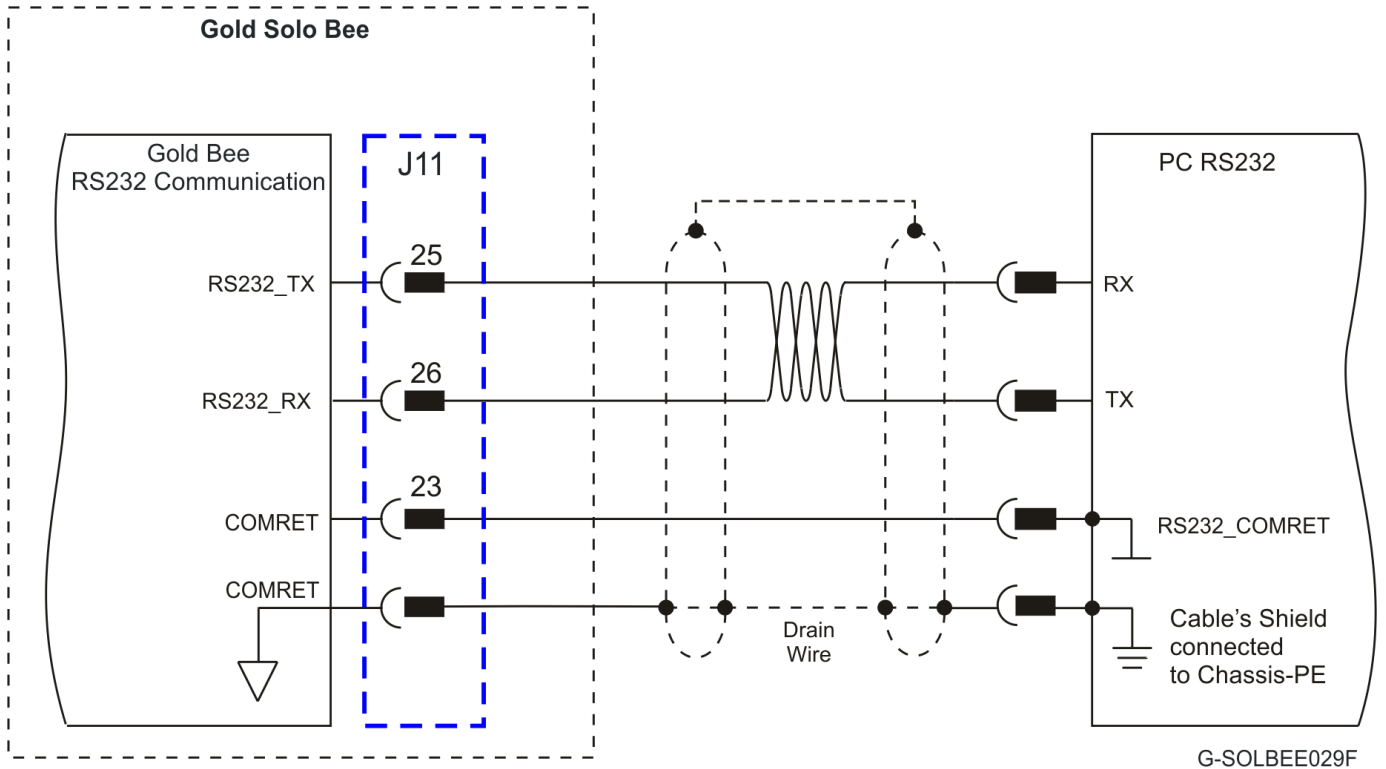 Gold Solo Bee
Gold Bee
RS232 Communication
J11
PC RS232
25
RS232_TX
RX
26
RS232_RX
TX
23
COMRET
RS232_COMRET
COMRET
Drain
Wire
Cable's Shield
connected
to Chassis-PE
G-SOLBEE029F